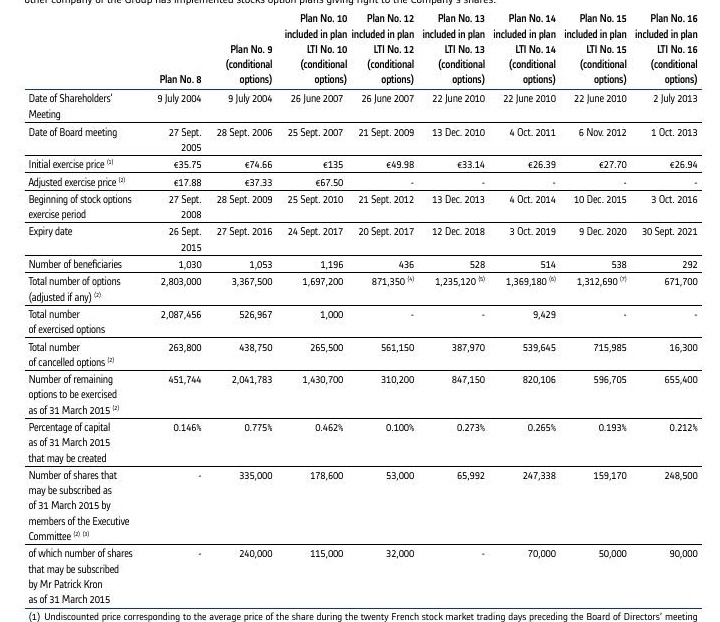 other company of the Group has implemented stocks option plans giving right to the Company's shares.
Plan No. 10 Plan No. 12 Plan No. 13 Plan No. 14 Plan No. 15 Plan No. 16
included in plan included in plan included in plan included in plan included in plan included in plan
Plan No. 9 LTI No. 10 LTI No. 12 LTI No. 13 LTI No. 14 LTI No. 15 LTI No. 16
(conditional (conditional (conditional (conditional (conditional (conditional (conditional
Plan No. 8 options) options) options) options) options) options) options)
Date of Shareholders' 9 July 2004 9 July 2004 26 June 2007 26 June 2007 22 June 2010 22 June 2010 22 June 2010 2 July 2013
Meeting
Date of Board meeting 27 Sept. 28 Sept. 2006 25 Sept. 2007 21 Sept. 2009 13 Dec. 2010 4 Oct. 2011 6 Nov. 2012 1 Oct. 2013
2005
Initial exercise price (1) €35.75 €74.66 €135 €49.98 €33.14 €26.39 €27.70 €26.94
Adjusted exercise price (2) €17.88 €37.33 €67.50 - - - - -
Beginning of stock options 27 Sept. 28 Sept. 2009 25 Sept. 2010 21 Sept. 2012 13 Dec. 2013 4 Oct. 2014 10 Dec. 2015 3 Oct. 2016
exercise period 2008
Expiry date 26 Sept. 27 Sept. 2016 24 Sept. 2017 20 Sept. 2017 12 Dec. 2018 3 Oct. 2019 9 Dec. 2020 30 Sept. 2021
2015
Number of beneficiaries 1,030 1,053 1,196 436 528 514 538 292
Total number of options 2,803,000 3,367,500 1,697,200 871,350 (4) 1,235,120 (5) 1,369,180 (6) 1,312,690 (7) 671,700
(adjusted if any) (2)
Total number 2,087,456 526,967 1,000 - - 9,429 - -
of exercised options
Total number 263,800 438,750 265,500 561,150 387,970 539,645 715,985 16,300
of cancelled options (2)
Number of remaining 451,744 2,041,783 1,430,700 310,200 847,150 820,106 596,705 655,400
options to be exercised
as of 31 March 2015 (2)
Percentage of capital 0.146% 0.775% 0.462% 0.100% 0.273% 0.265% 0.193% 0.212%
as of 31 March 2015
that may be created
Number of shares that - 335,000 178,600 53,000 65,992 247,338 159,170 248,500
may be subscribed as
of 31 March 2015 by
members of the Executive
Committee (2) (3)
of which number of shares - 240,000 115,000 32,000 - 70,000 50,000 90,000
that may be subscribed
by Mr Patrick Kron
as of 31 March 2015
(1) Undiscounted price corresponding to the average price of the share during the twenty French stock market trading days preceding the Board of Directors' meeting